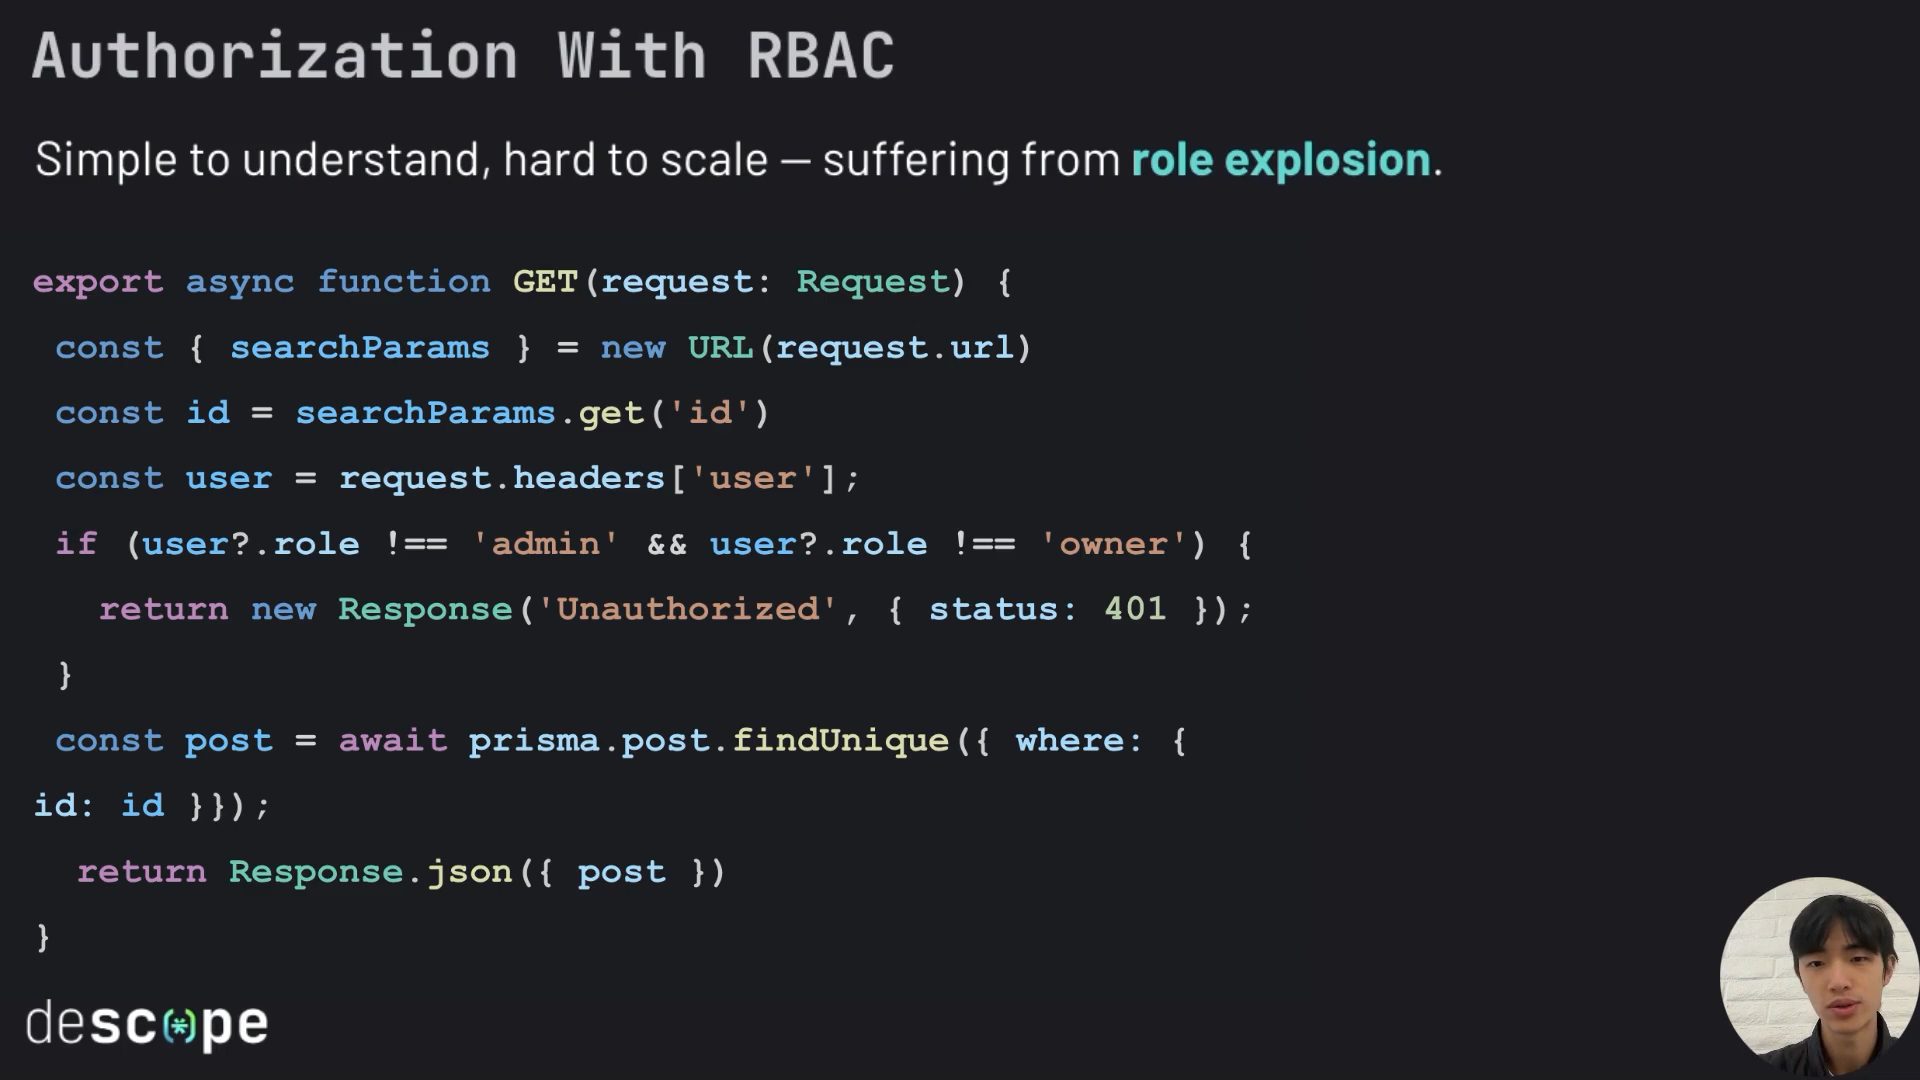 Authorization With RBAC
Simple to understand, hard to scale — suffering from role explosion.
export async function GET(request: Request) {
const { searchParams } = new URL(request.url)
const id = searchParams.get('id')
const user = request.headers['user'];
if (user?.role !== 'admin' && user?.role !== 'owner') {
return new Response('Unauthorized', { status: 401 });
}
const post = await prisma.post.findUnique({ where: {
id: id }});
return Response.json({ post })
}
descope